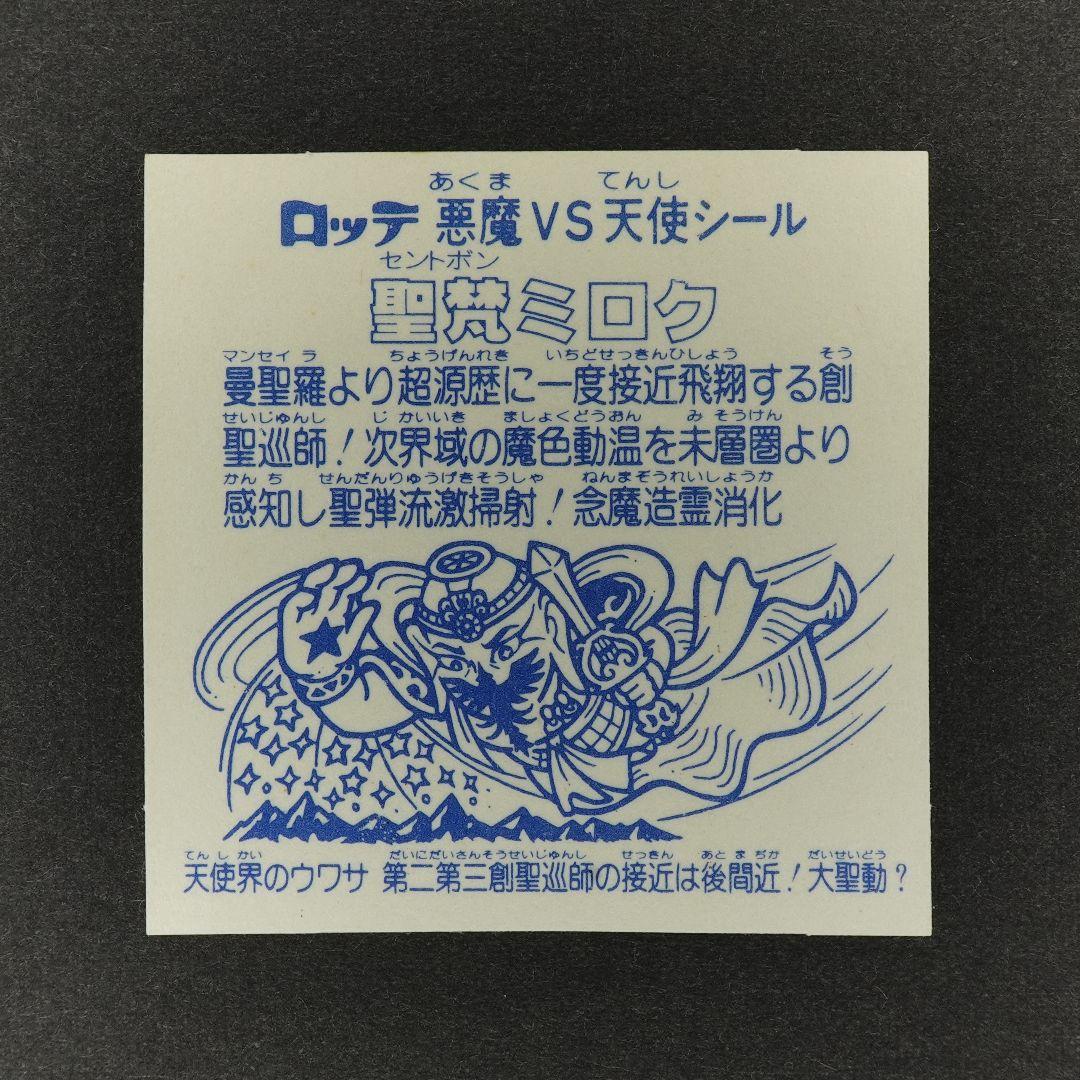 あくま てんし
ロッテ 悪魔VS天使シール
セントボン
聖梵ミロク
マンセイラ ちょうげんれき いちどせっきんひしょう そう
曼聖羅より超源歴に一度接近飛翔する創
せいじゅんし じかいいき ましょくどうおん みそうけん
聖巡師!次界域の魔色動温を未層圏より
かんち せんだんりゅうげきそうしゃ ねんまぞうれいしょうか
感知し聖弾流激掃射!念魔造霊消化
てんしかい だいにだいさんそうせいじゅんし せっきん あとまぢか だいせいどう
天使界のウワサ 第二第三創聖巡師の接近は後間近!大聖動?